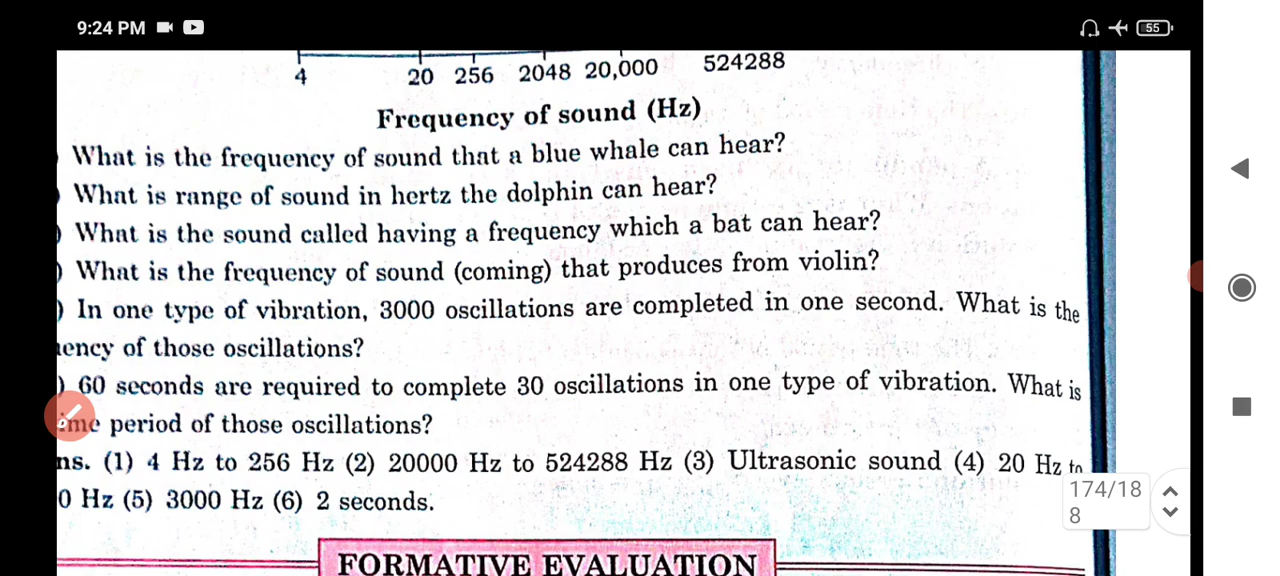 9:24 PM
55
4 20 256 2048 20,000 524288
Frequency of sound (Hz)
What is the frequency of sound that a blue whale can hear?
) What is range of sound in hertz the dolphin can hear?
) What is the sound called having a frequency which a bat can hear?
) What is the frequency of sound (coming) that produces from violin?
) In one type of vibration, 3000 oscillations are completed in one second. What is the
ency of those oscillations?
) 60 seconds are required to complete 30 oscillations in one type of vibration. What is
me period of those oscillations?
ns. (1) 4 Hz to 256 Hz (2) 20000 Hz to 524288 Hz (3) Ultrasonic sound (4) 20 Hz to
0 Hz (5) 3000 Hz (6) 2 seconds.
174/18
8
FORMATIVE EVALUATION